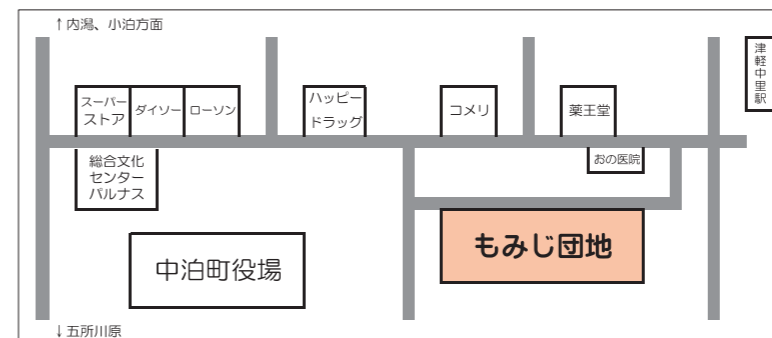 ↑内潟、小泊方面
津軽中里駅
スーパー
ストア
ダイソー
ローソン
ハッピー
ドラッグ
コメリ
薬王堂
総合文化
センター
パルナス
おの医院
中泊町役場
もみじ団地
↓五所川原